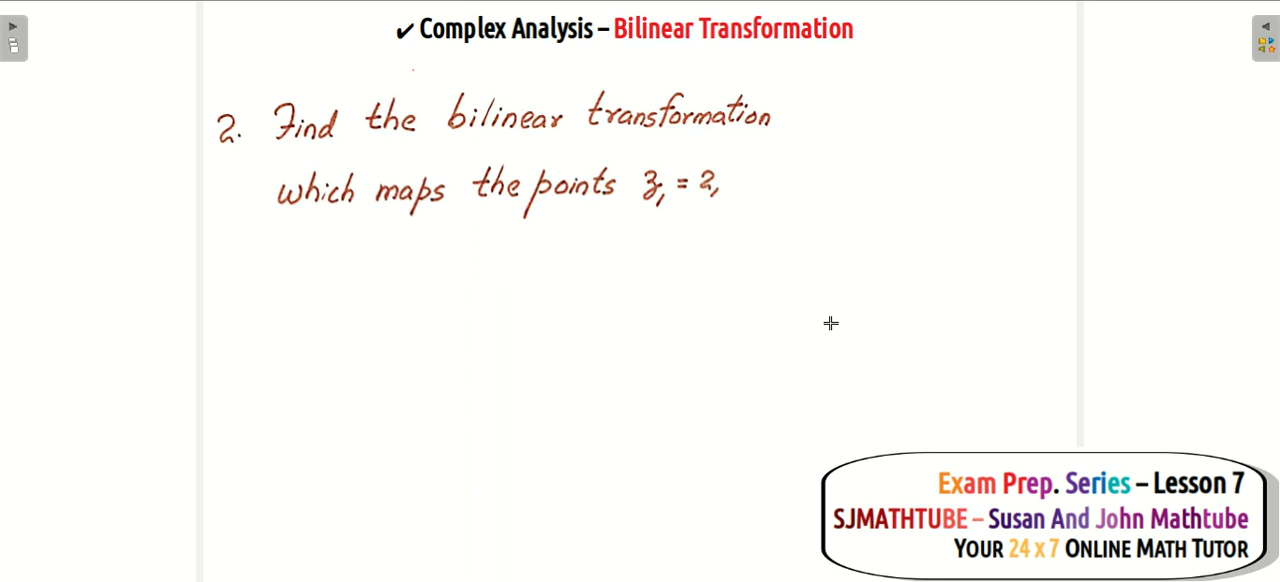 ✔ Complex Analysis – Bilinear Transformation
2. Find the bilinear transformation
which maps the points z₁ = 2,
Exam Prep. Series – Lesson 7
SJMATHTUBE – Susan And John Mathtube
YOUR 24 x 7 ONLINE MATH TUTOR